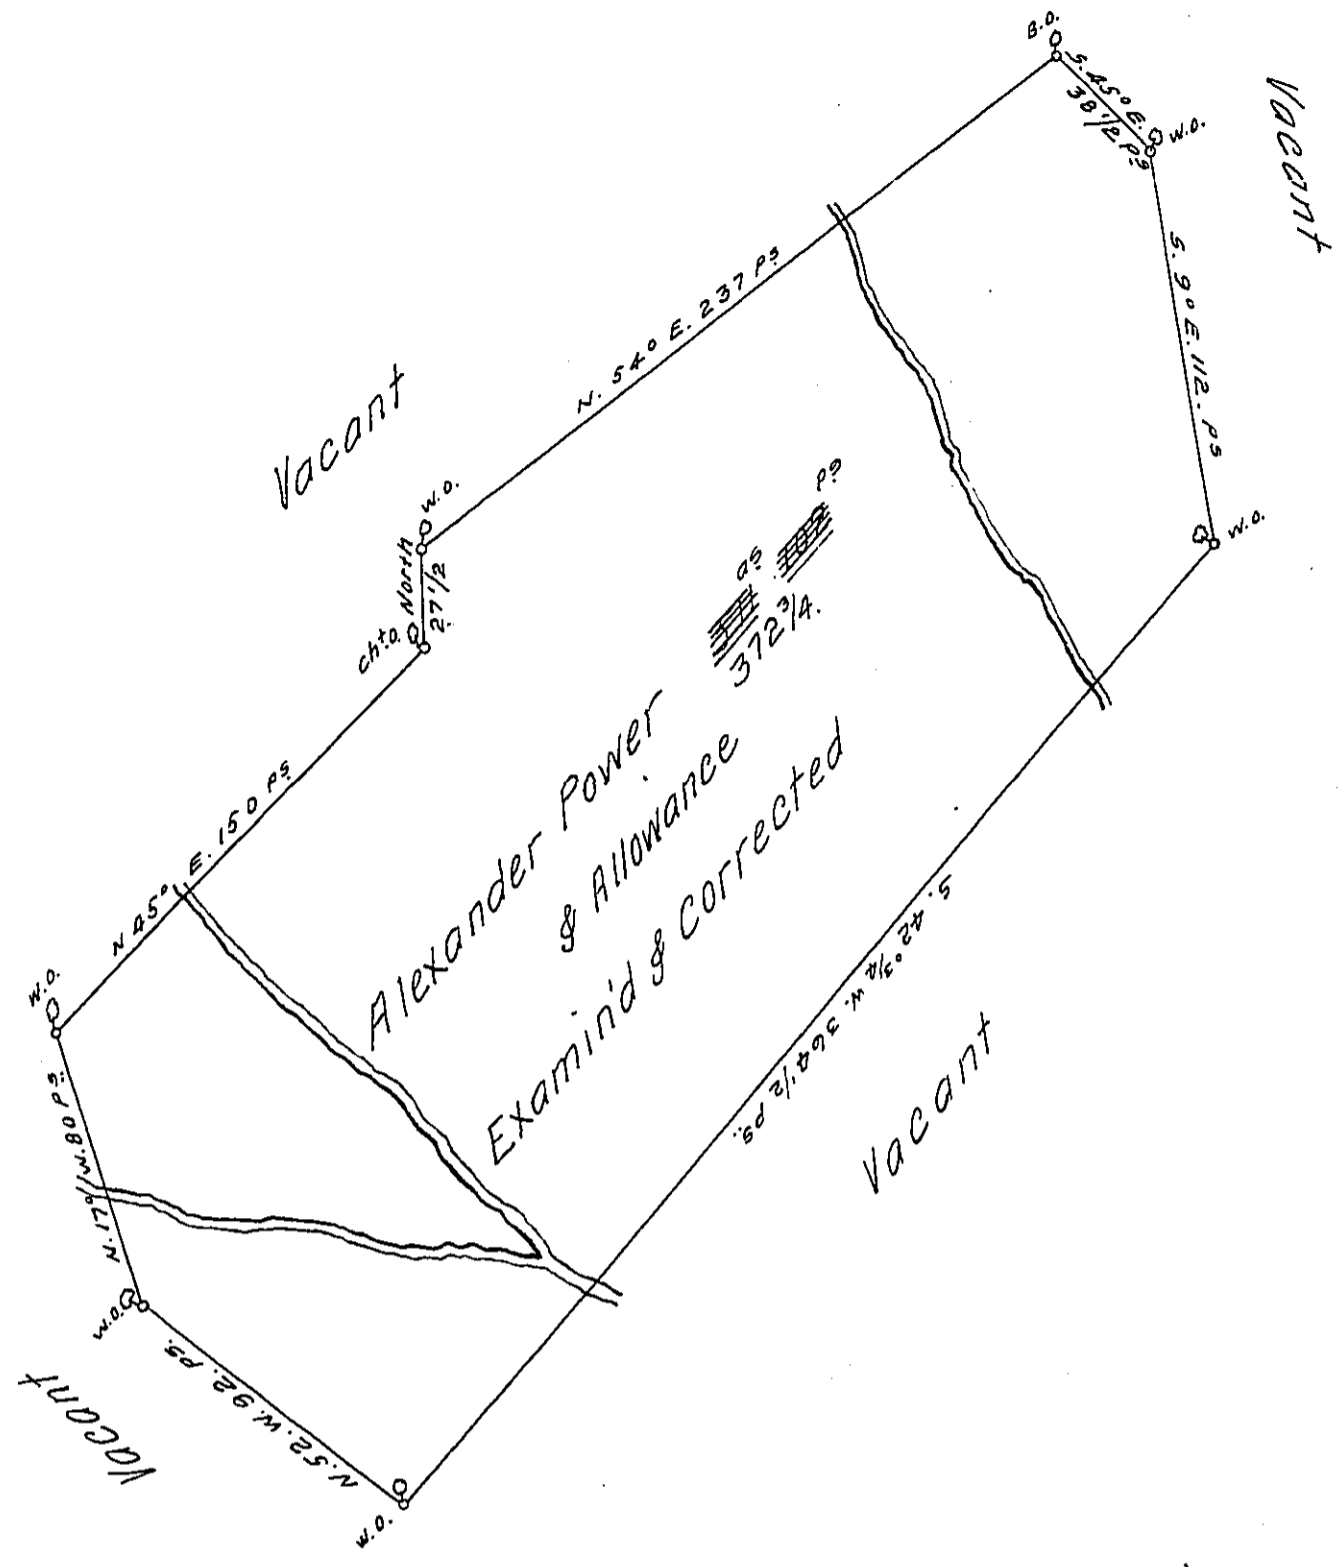 B.O.
S. 45° E.
38 1/2 Ps
W.O.
Vacant
S. 9° E. 112. Ps
W.O.
N. 54° E. 237 Ps
Vacant
W.O.
North
27 1/2
Cht.O.
N 45° E. 150 Ps
W.O.
as
Ps
372 3/4.
Alexander Power
& Allowance
Examin'd & Corrected
S. 42° 3/4 W. 364 1/2 Ps.
Vacant
N. 17° W. 80 Ps
W.O.
N. 52. W. 92. Ps.
Vacant
W.O.